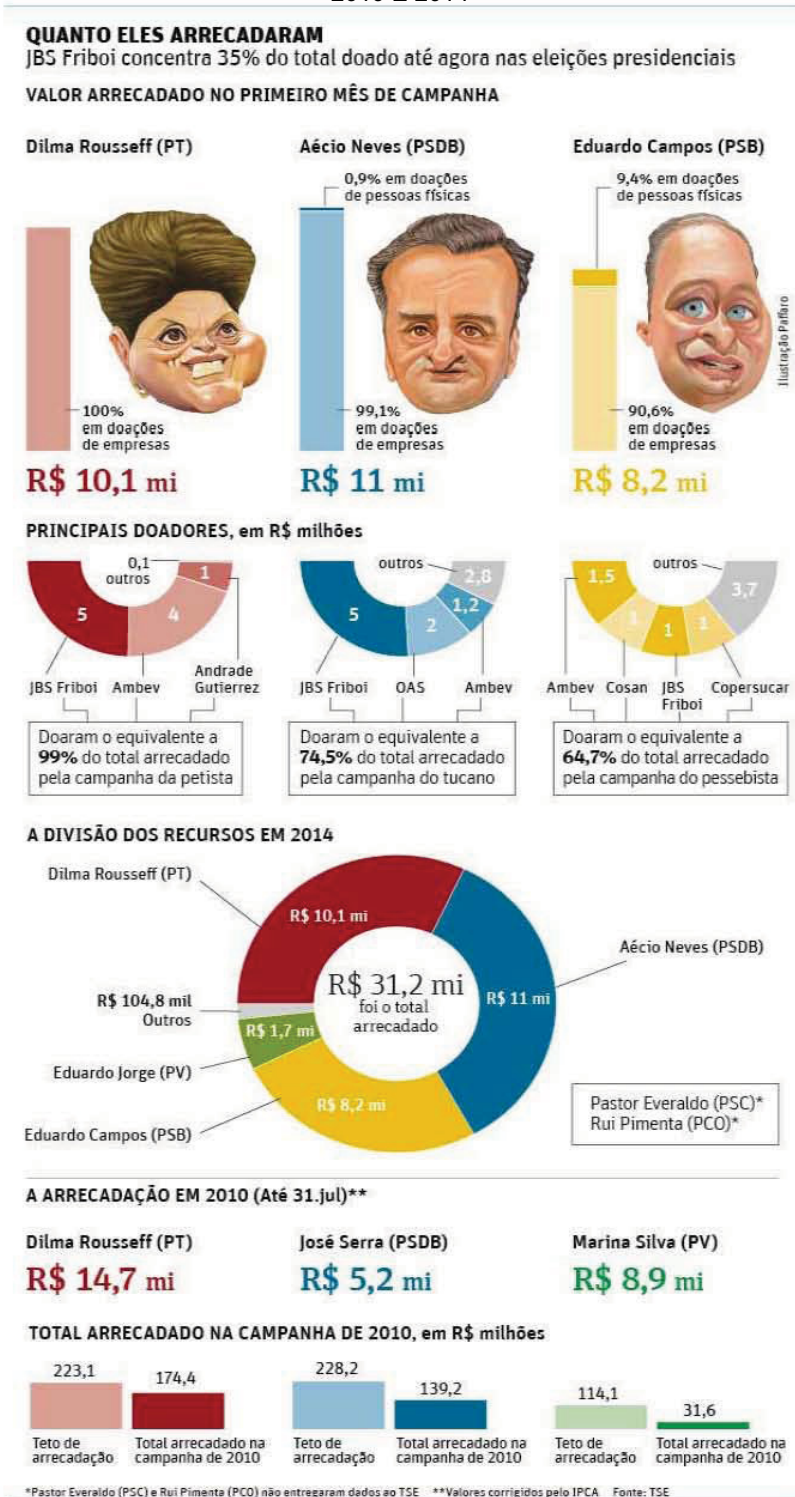 QUANTO ELES ARRECADARAM
JBS Friboi concentra 35% do total doado até agora nas eleições presidenciais
VALOR ARRECADADO NO PRIMEIRO MÊS DE CAMPANHA
Dilma Rousseff (PT)
100%
em doações
de empresas
R$ 10,1 mi
Aécio Neves (PSDB)
0,9% em doações
de pessoas físicas
99,1%
em doações
de empresas
R$ 11 mi
Eduardo Campos (PSB)
9,4% em doações
de pessoas físicas
90,6%
em doações
de empresas
R$ 8,2 mi
Ilustração Paffaro
PRINCIPAIS DOADORES, em R$ milhões
0,1
outros
1
5
4
JBS Friboi
Ambev
Andrade
Gutierrez
Doaram o equivalente a
99% do total arrecadado
pela campanha da petista
outros
2,8
1,2
5
2
JBS Friboi
OAS
Ambev
Doaram o equivalente a
74,5% do total arrecadado
pela campanha do tucano
outros
1,5
1
1
1
3,7
Ambev
Cosan
JBS
Friboi
Copersucar
Doaram o equivalente a
64,7% do total arrecadado
pela campanha do pessebista
A DIVISÃO DOS RECURSOS EM 2014
Dilma Rousseff (PT)
R$ 10,1 mi
Aécio Neves (PSDB)
R$ 11 mi
R$ 31,2 mi
foi o total
arrecadado
R$ 104,8 mil
Outros
R$ 1,7 mi
Eduardo Jorge (PV)
R$ 8,2 mi
Eduardo Campos (PSB)
Pastor Everaldo (PSC)*
Rui Pimenta (PCO)*
A ARRECADAÇÃO EM 2010 (Até 31.jul)**
Dilma Rousseff (PT)
R$ 14,7 mi
José Serra (PSDB)
R$ 5,2 mi
Marina Silva (PV)
R$ 8,9 mi
TOTAL ARRECADADO NA CAMPANHA DE 2010, em R$ milhões
223,1
174,4
Teto de
arrecadação
Total arrecadado na
campanha de 2010
228,2
139,2
Teto de
arrecadação
Total arrecadado na
campanha de 2010
114,1
31,6
Teto de
arrecadação
Total arrecadado na
campanha de 2010
*Pastor Everaldo (PSC) e Rui Pimenta (PCO) não entregaram dados ao TSE **Valores corrigidos pelo IPCA Fonte: TSE